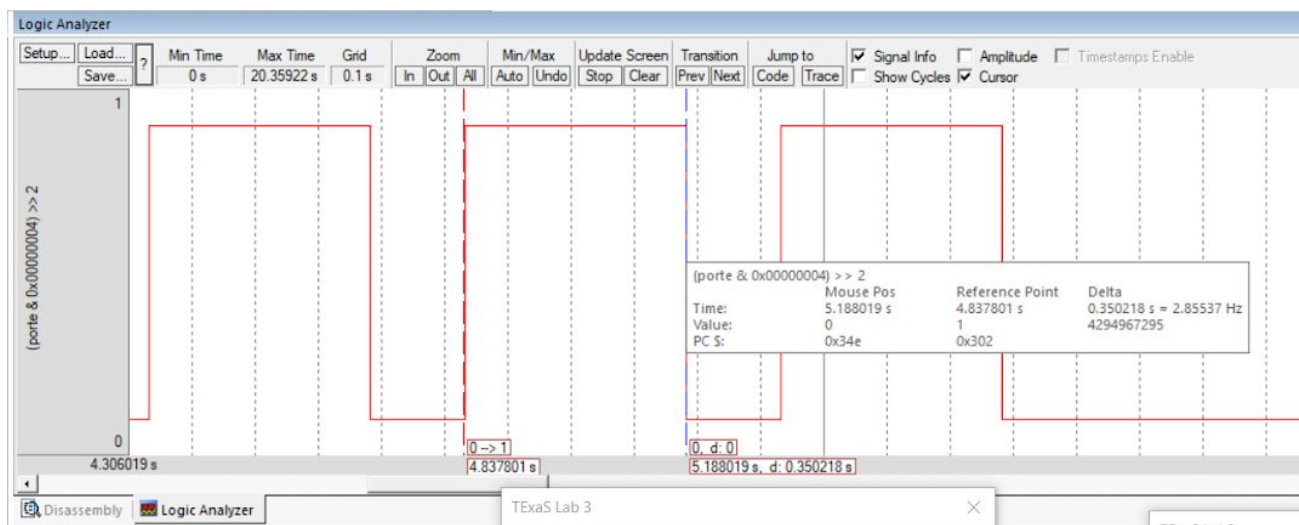 Logic Analyzer
Setup... Load... ? Min Time Max Time Grid Zoom Min/Max Update Screen Transition Jump to Signal Info Amplitude Timestamps Enable
Save... 0 s 20.35922 s 0.1 s In Out All Auto Undo Stop Clear Prev Next Code Trace Show Cycles Cursor
1
(porte & 0x00000004) >> 2
0
(porte & 0x00000004) >> 2
Mouse Pos Reference Point Delta
Time: 5.188019 s 4.837801 s 0.350218 s = 2.85537 Hz
Value: 0 1 4294967295
PC $: 0x34e 0x302
0 --> 1 0, d: 0
4.306019 s 4.837801 s 5.188019 s, d: 0.350218 s
Disassembly Logic Analyzer
TExaS Lab 3